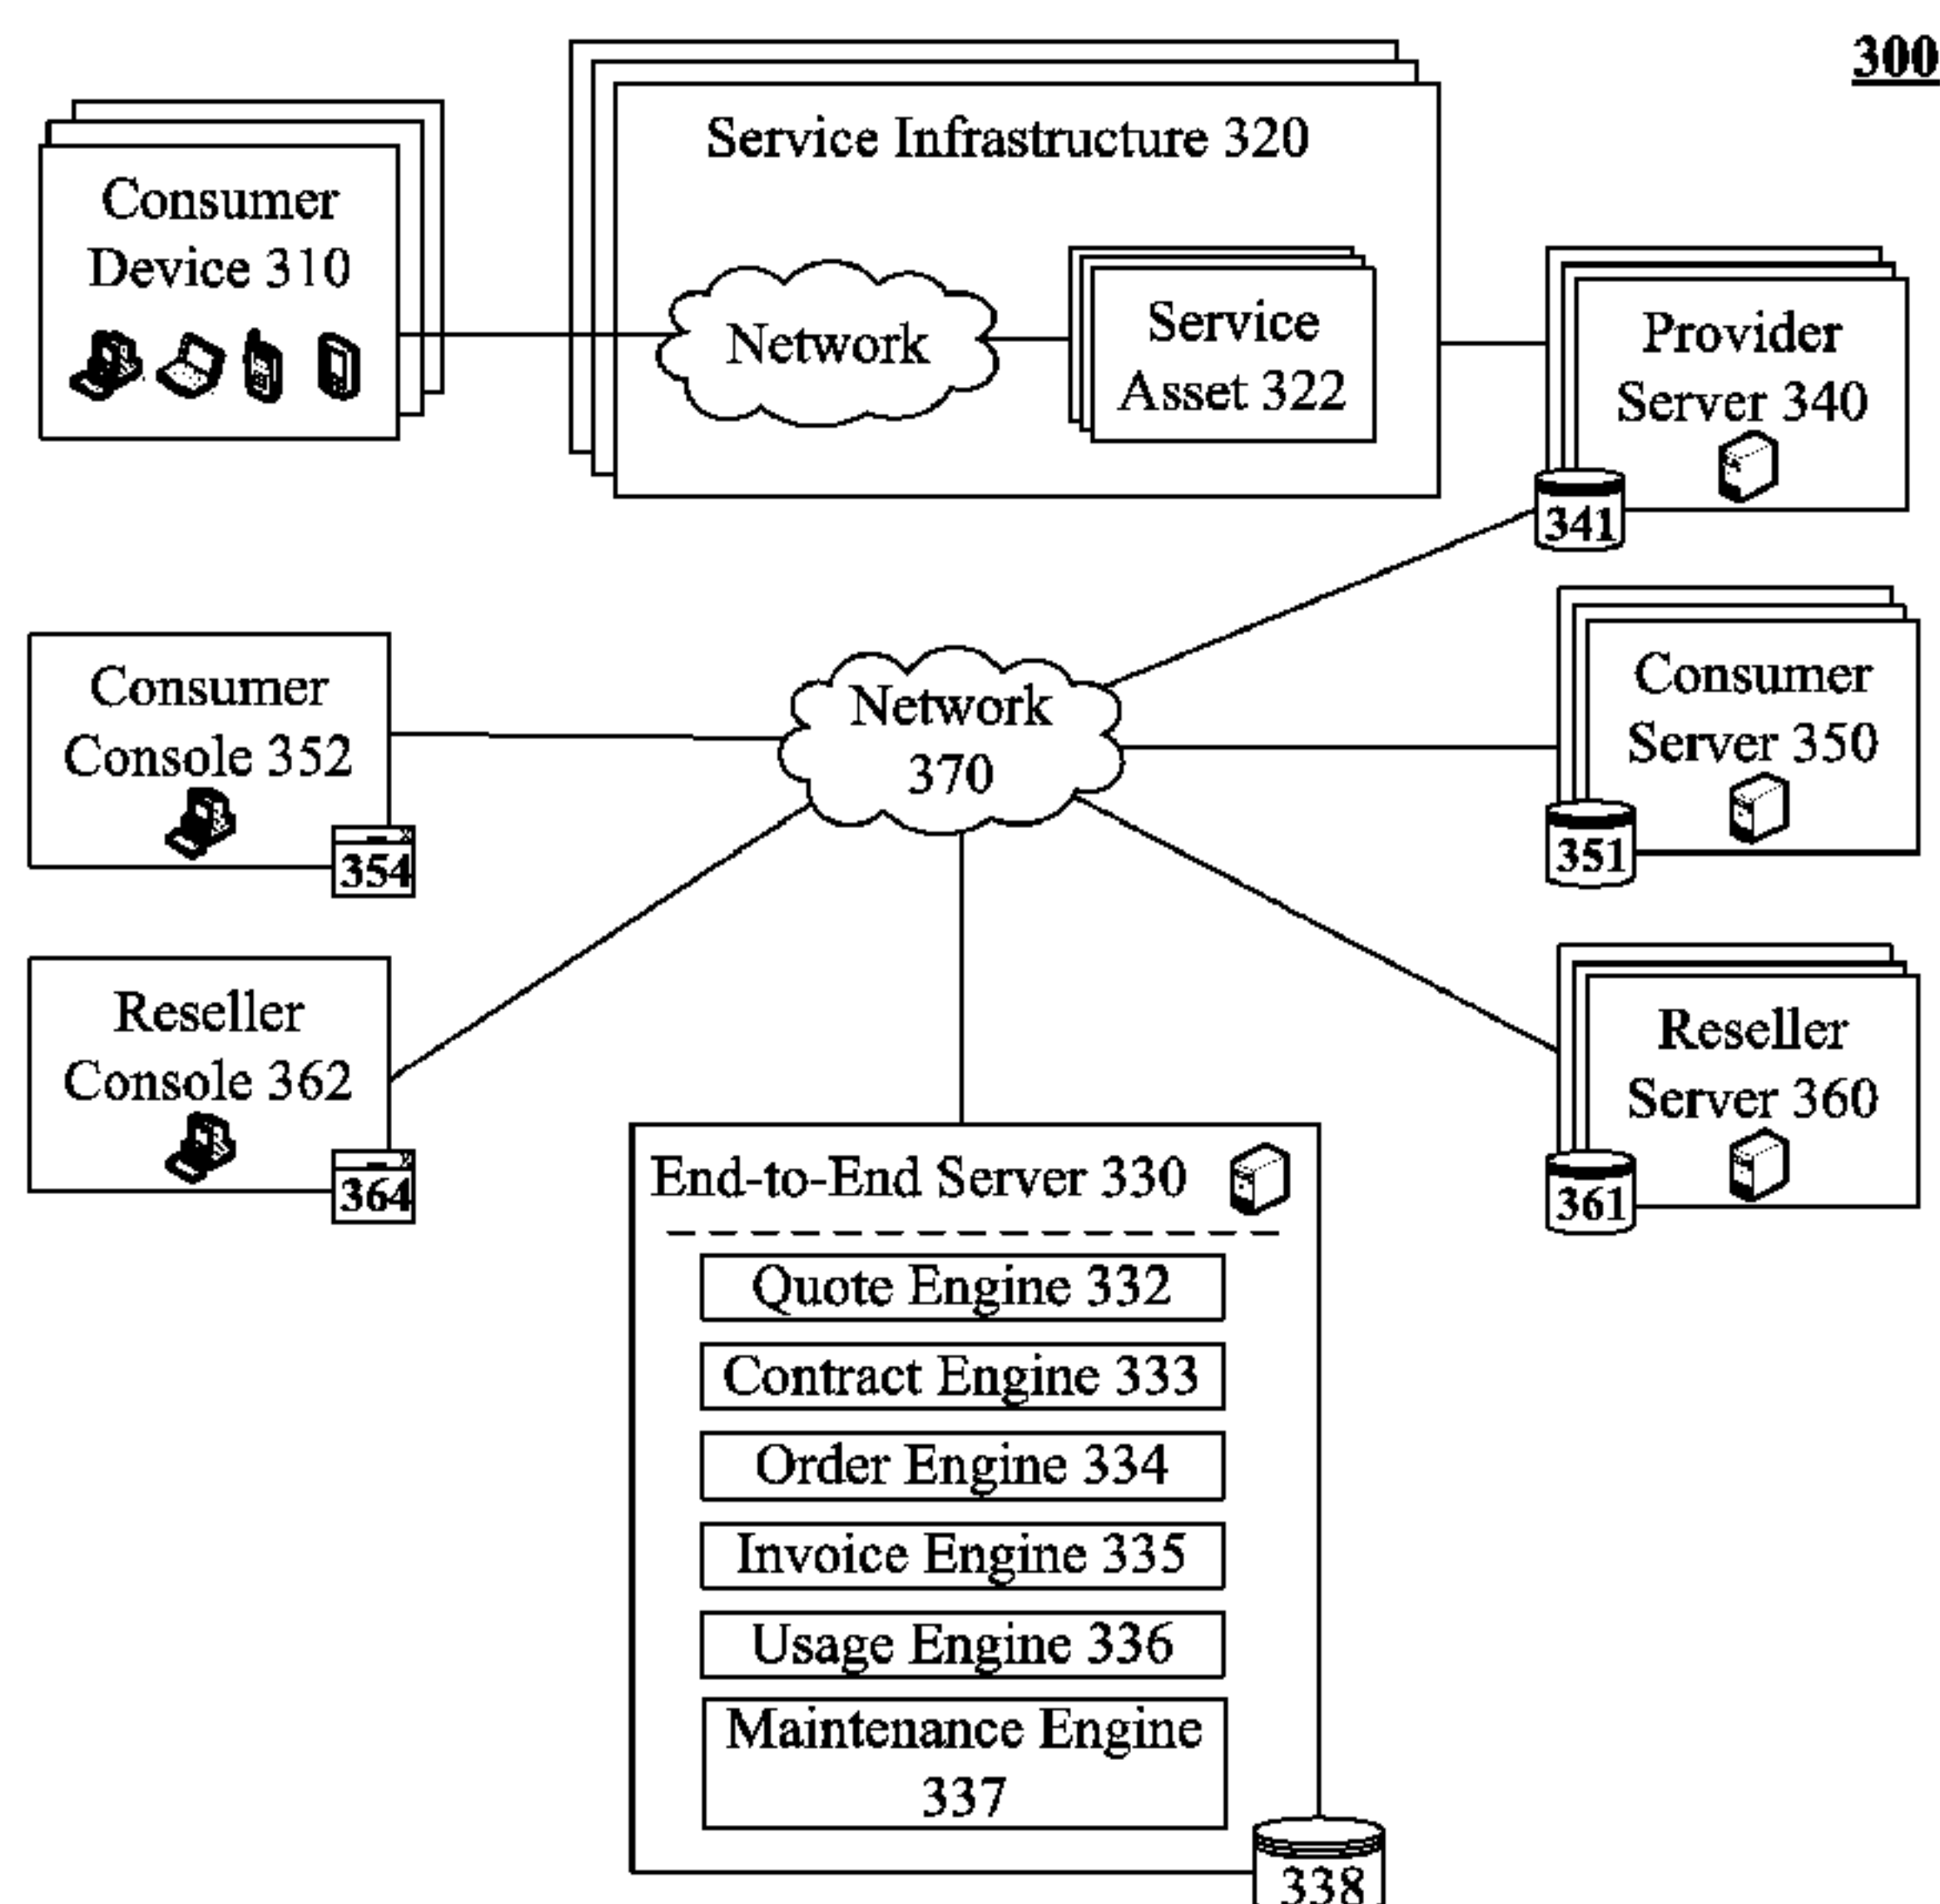 300
Service Infrastructure 320
Consumer
Device 310
Network
Service
Asset 322
Provider
Server 340
341
Consumer
Console 352
354
Network
370
Consumer
Server 350
351
Reseller
Console 362
364
Reseller
Server 360
361
End-to-End Server 330
Quote Engine 332
Contract Engine 333
Order Engine 334
Invoice Engine 335
Usage Engine 336
Maintenance Engine
337
338